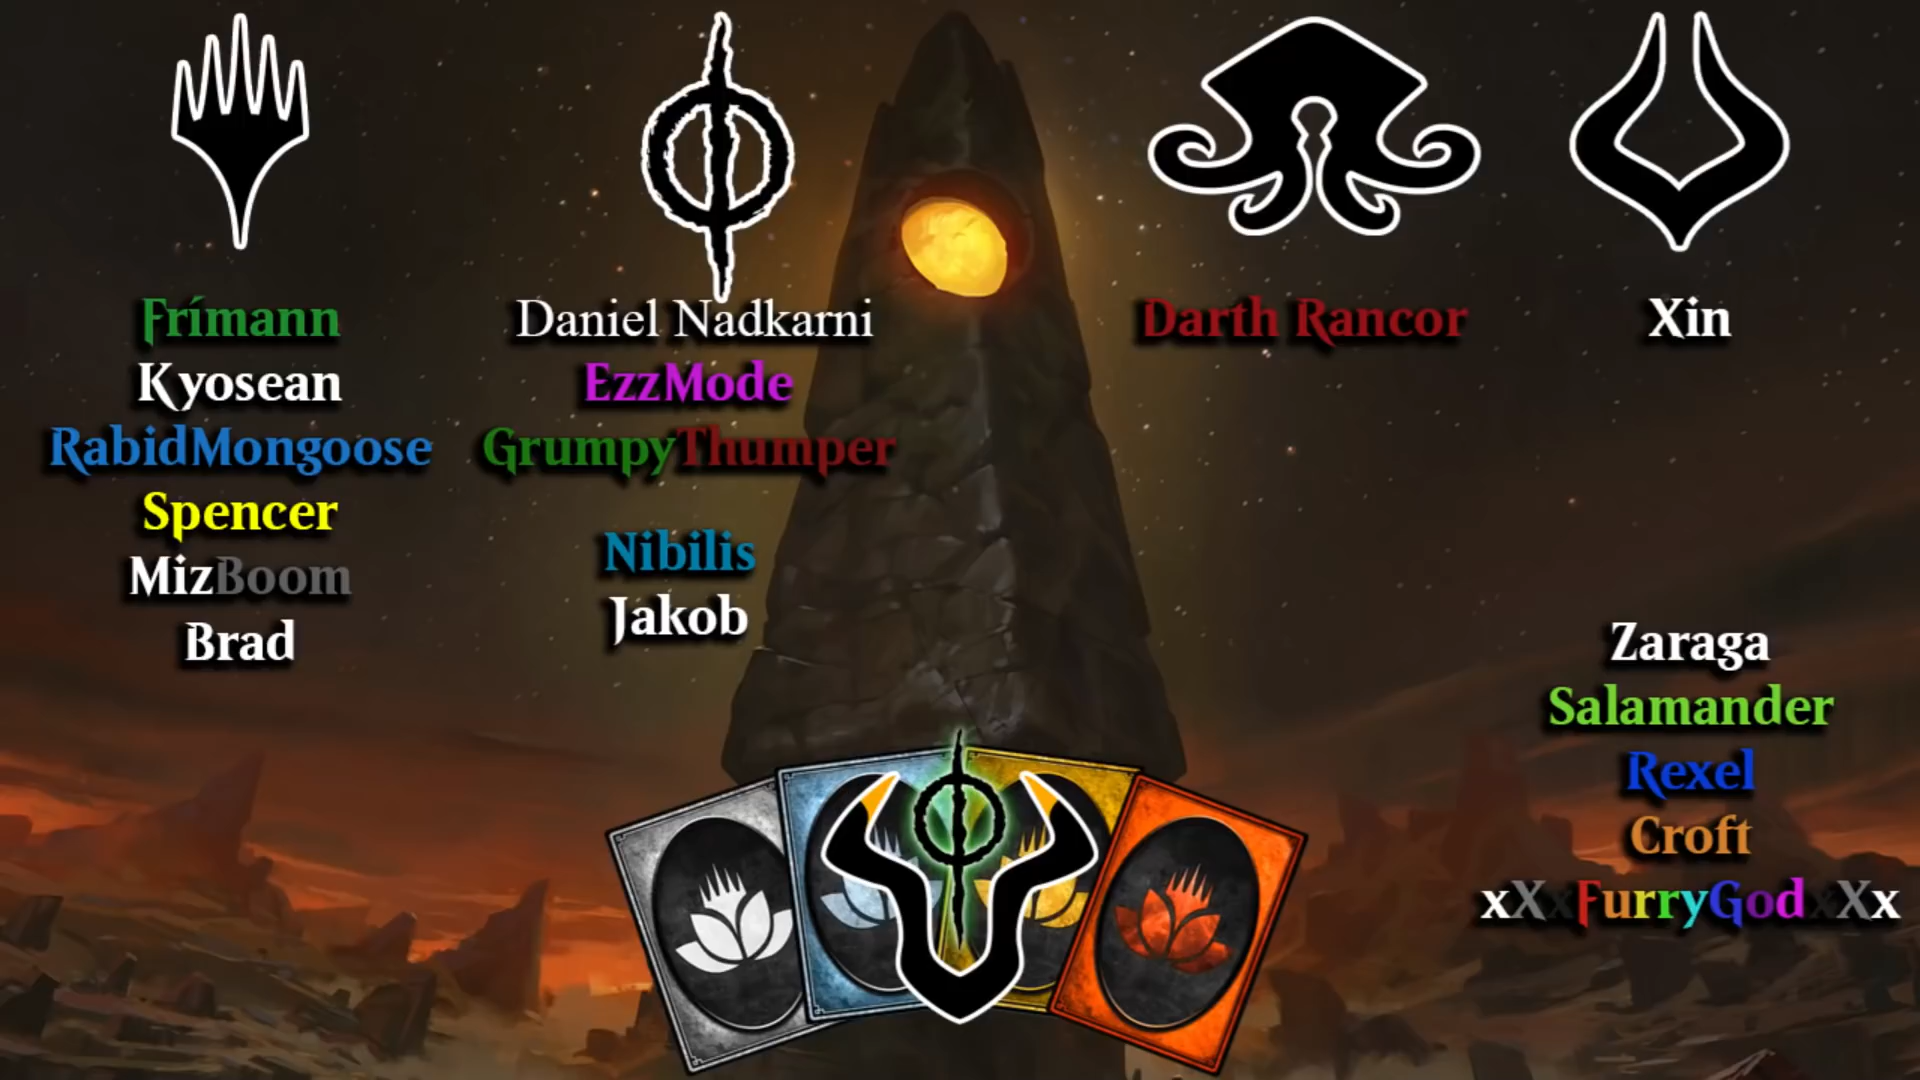 Frímann
Kyosean
RabidMongoose
Spencer
MizBoom
Brad
Daniel Nadkarni
EzzMode
GrumpyThumper
Nibilis
Jakob
Darth Rancor
Xin
Zaraga
Salamander
Rexel
Croft
xXxFurryGodxXx